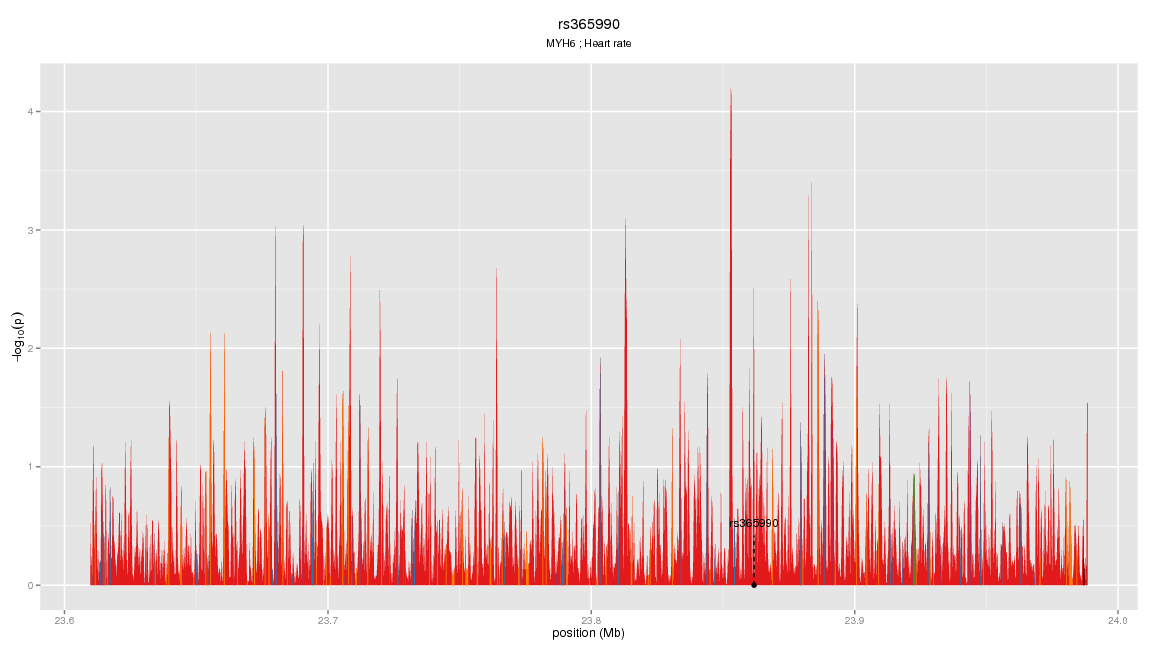 rs365990
MYH6 ; Heart rate
4
3
2
1
0
−log10(p)
rs365990
23.6 23.7 23.8 23.9 24.0
position (Mb)